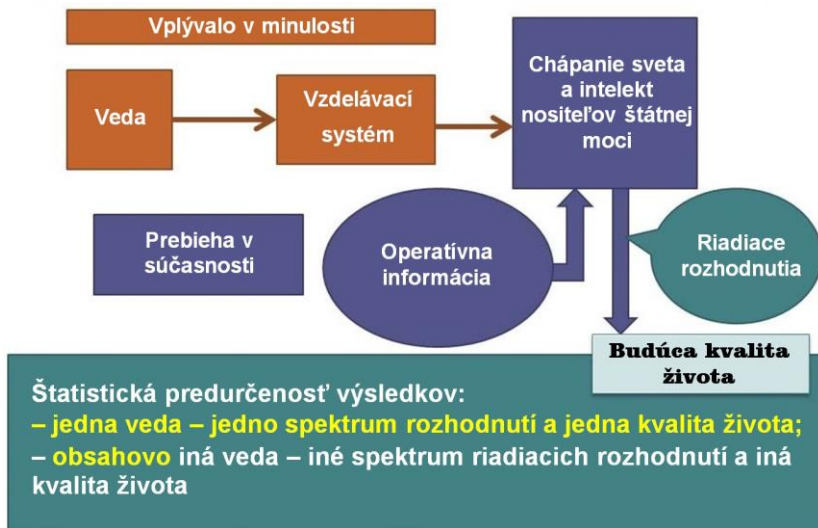 Vplývalo v minulosti
Veda
Vzdelávací
systém
Chápanie sveta
a intelekt
nositeľov štátnej
moci
Prebieha v
súčasnosti
Operatívna
informácia
Riadiace
rozhodnutia
Budúca kvalita
života
Štatistická predurčenosť výsledkov:
– jedna veda – jedno spektrum rozhodnutí a jedna kvalita života;
– obsahovo iná veda – iné spektrum riadiacich rozhodnutí a iná
kvalita života